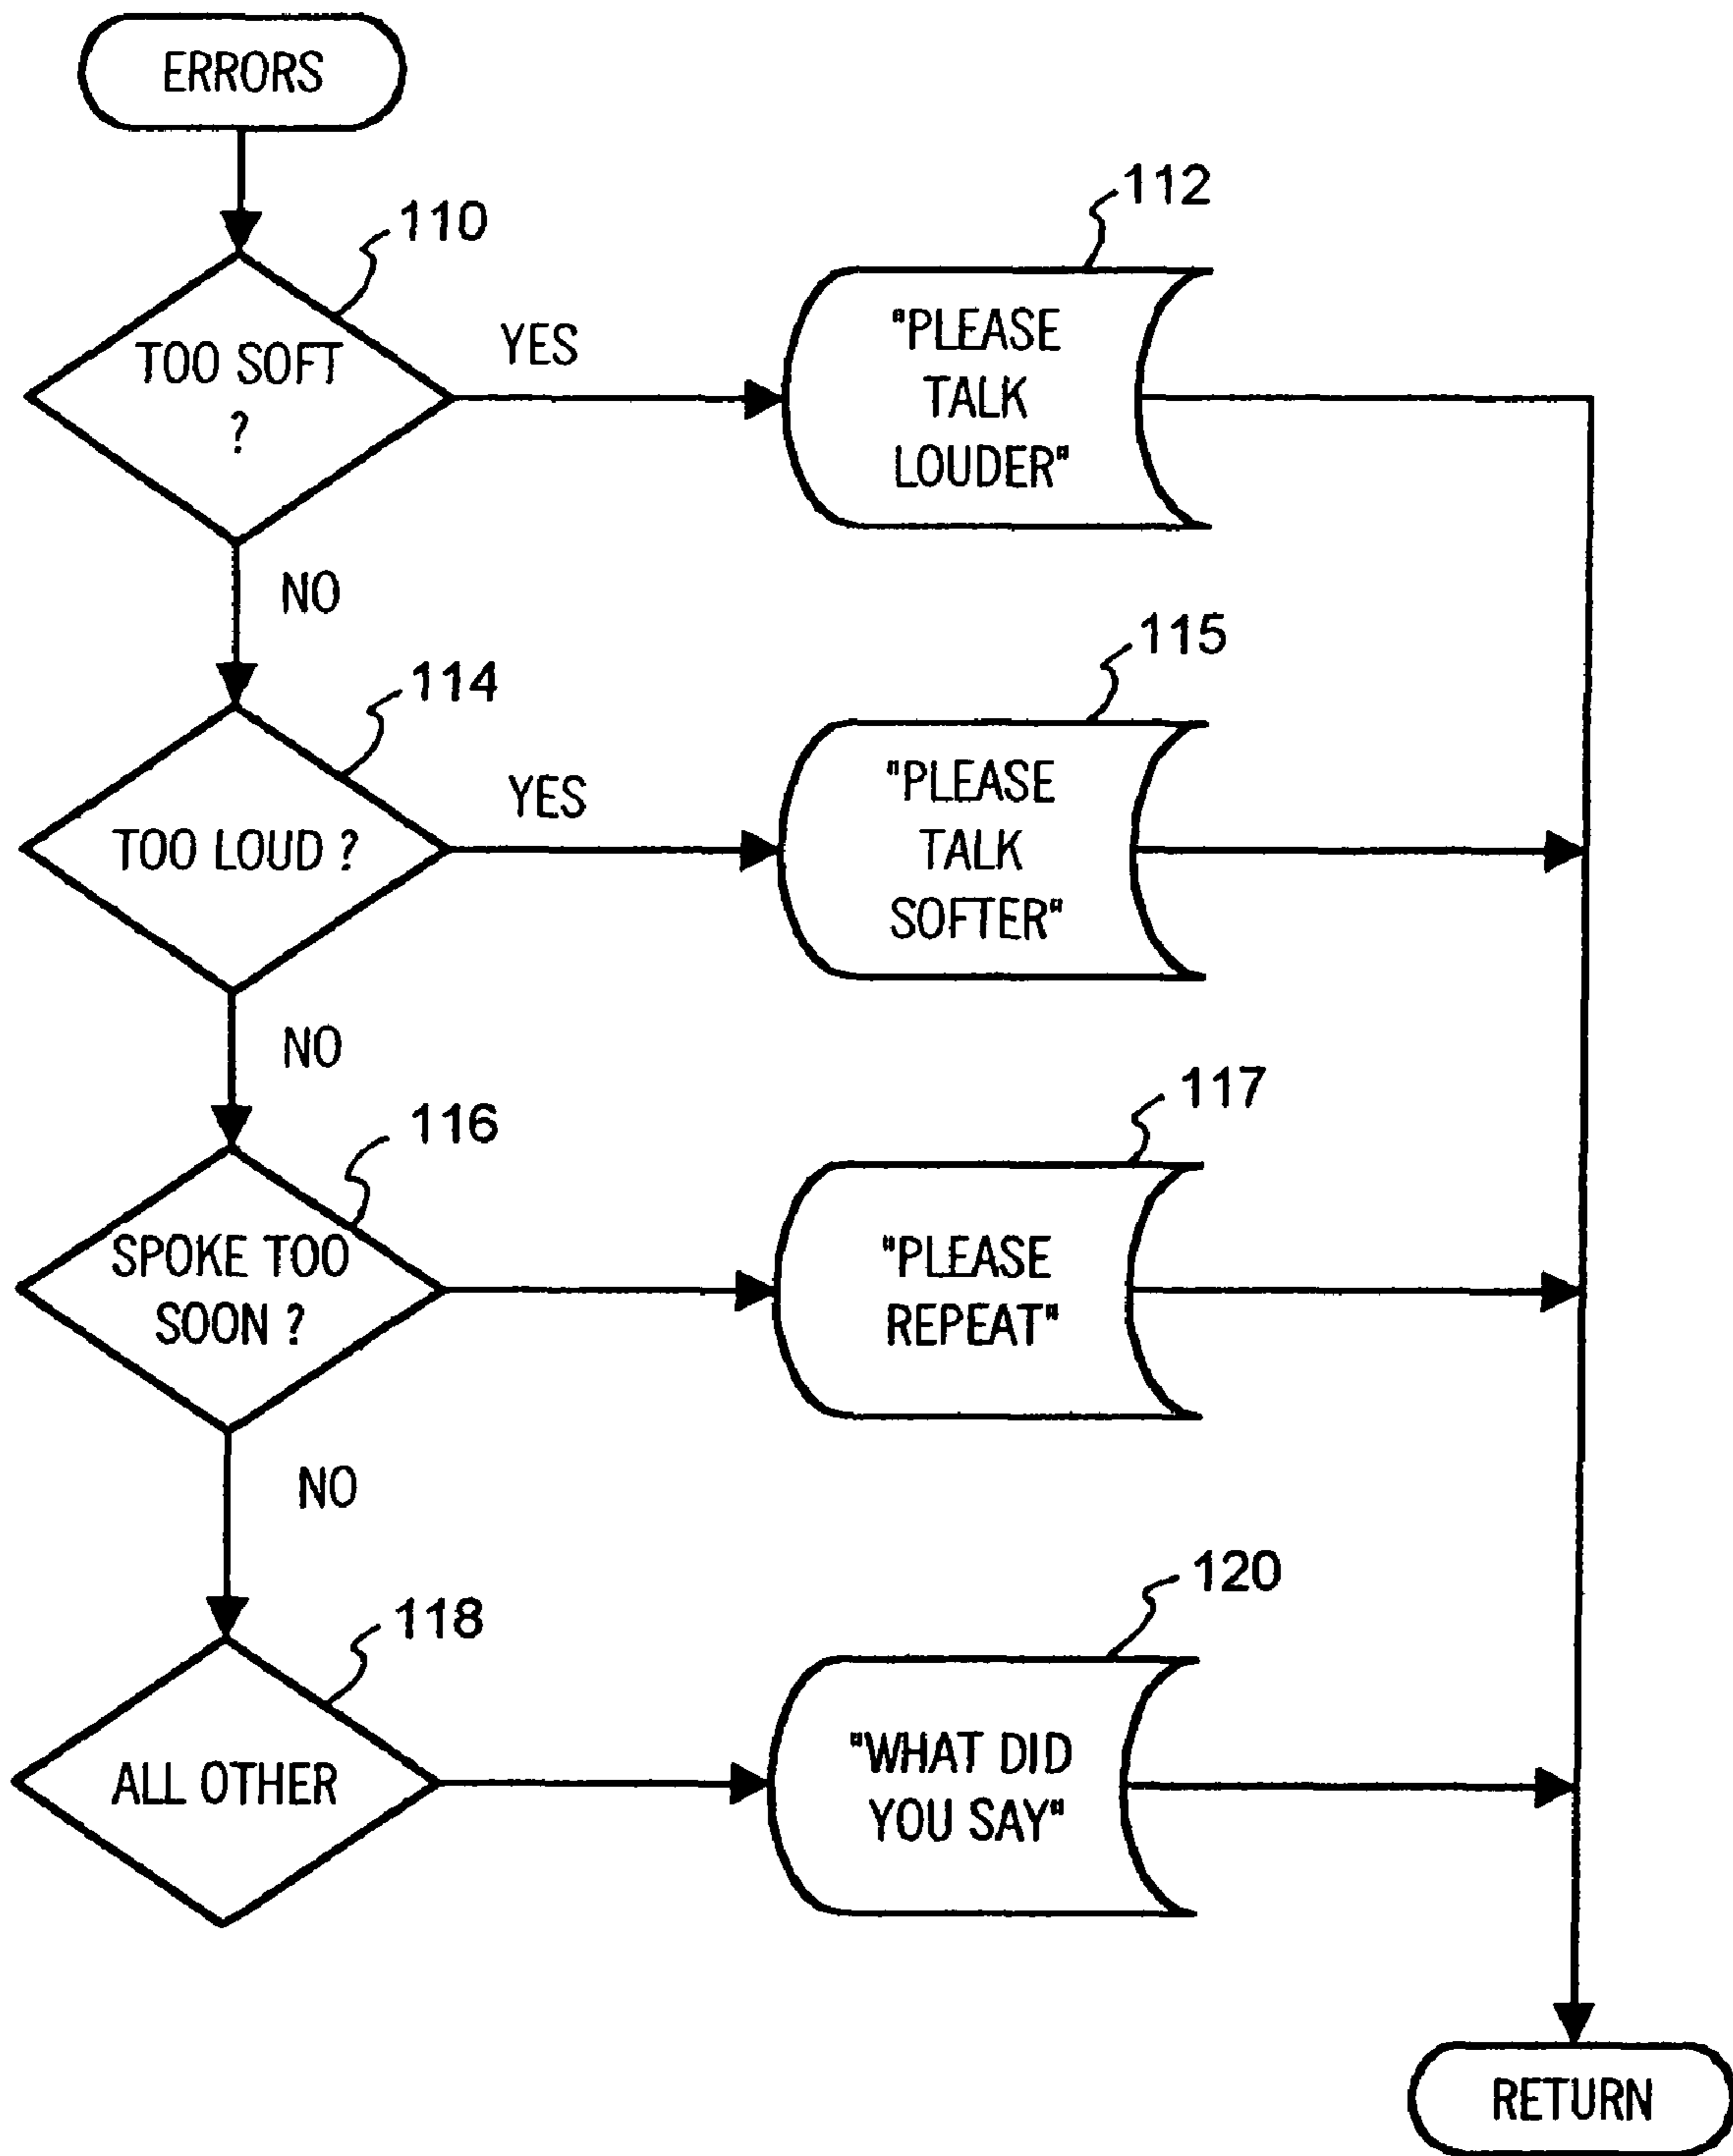 ERRORS
110
TOO SOFT
?
YES
112
"PLEASE
TALK
LOUDER"
NO
114
TOO LOUD ?
YES
115
"PLEASE
TALK
SOFTER"
NO
116
SPOKE TOO
SOON ?
117
"PLEASE
REPEAT"
NO
118
ALL OTHER
120
"WHAT DID
YOU SAY"
RETURN